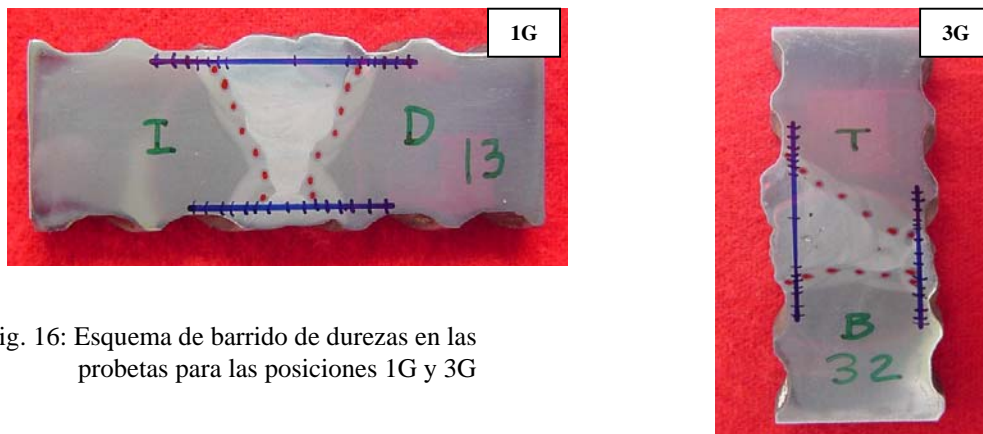 1G
3G
I
D
13
T
B
32
ig. 16: Esquema de barrido de durezas en las
probetas para las posiciones 1G y 3G